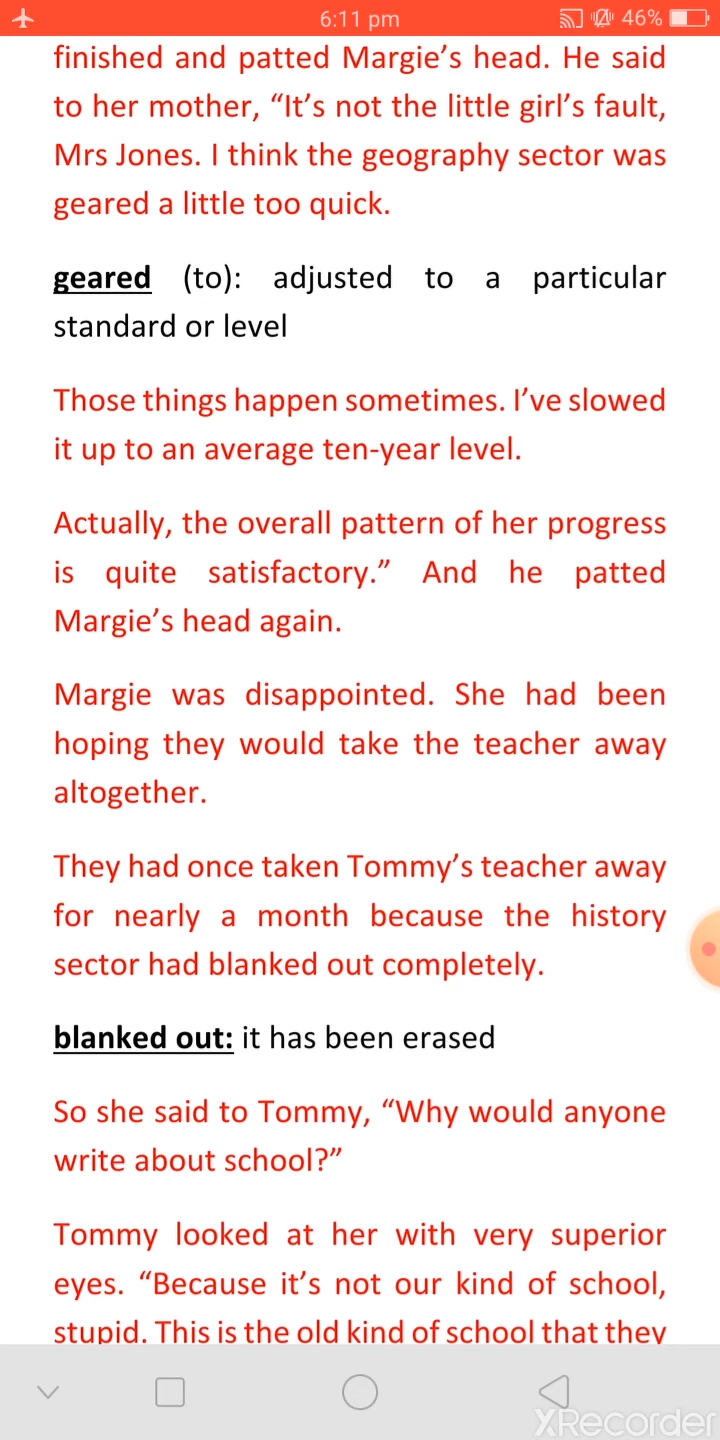 6:11 pm
46%
finished and patted Margie’s head. He said
to her mother, “It’s not the little girl’s fault,
Mrs Jones. I think the geography sector was
geared a little too quick.
geared (to): adjusted to a particular
standard or level
Those things happen sometimes. I’ve slowed
it up to an average ten-year level.
Actually, the overall pattern of her progress
is quite satisfactory.” And he patted
Margie’s head again.
Margie was disappointed. She had been
hoping they would take the teacher away
altogether.
They had once taken Tommy’s teacher away
for nearly a month because the history
sector had blanked out completely.
blanked out: it has been erased
So she said to Tommy, “Why would anyone
write about school?”
Tommy looked at her with very superior
eyes. “Because it’s not our kind of school,
stupid. This is the old kind of school that they
XRecorder